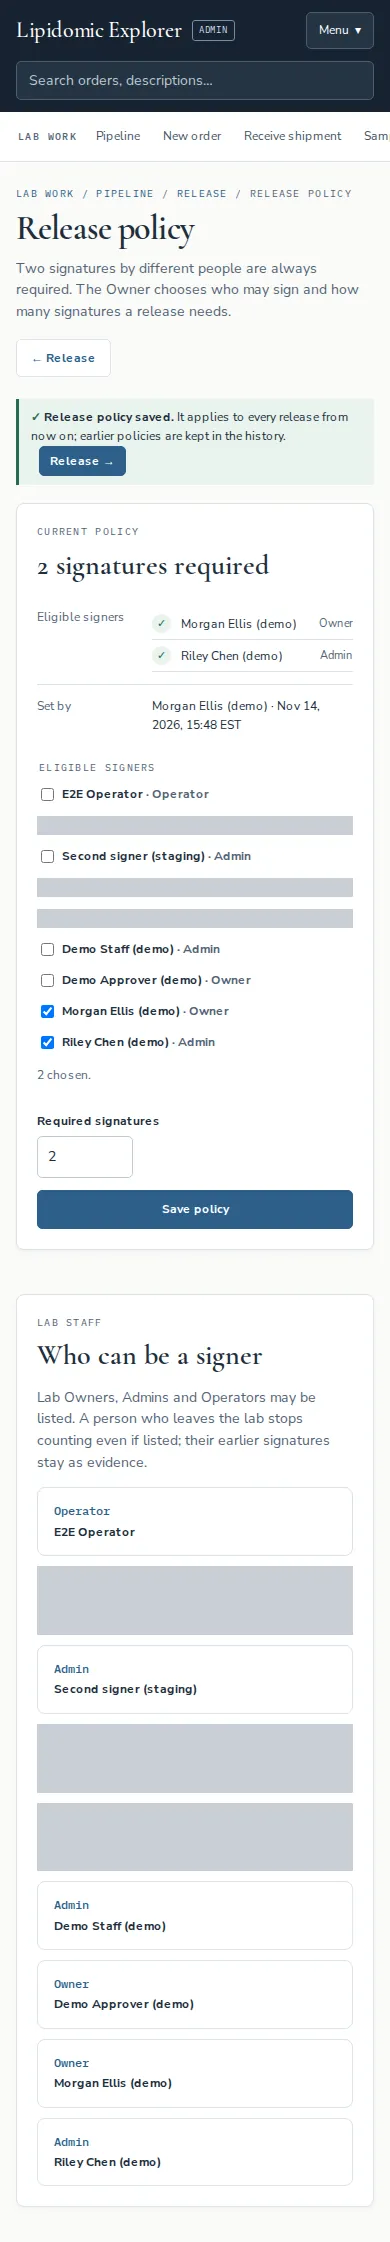 Lipidomic Explorer ADMIN Menu ▾
Search orders, descriptions...
LAB WORK Pipeline New order Receive shipment Sam
LAB WORK / PIPELINE / RELEASE / RELEASE POLICY
Release policy
Two signatures by different people are always
required. The Owner chooses who may sign and how
many signatures a release needs.
← Release
✓ Release policy saved. It applies to every release from
now on; earlier policies are kept in the history.
Release →
CURRENT POLICY
2 signatures required
Eligible signers
✓ Morgan Ellis (demo) Owner
✓ Riley Chen (demo) Admin
Set by Morgan Ellis (demo) · Nov 14,
2026, 15:48 EST
ELIGIBLE SIGNERS
E2E Operator · Operator
Second signer (staging) · Admin
Demo Staff (demo) · Admin
Demo Approver (demo) · Owner
Morgan Ellis (demo) · Owner
Riley Chen (demo) · Admin
2 chosen.
Required signatures
2
Save policy
LAB STAFF
Who can be a signer
Lab Owners, Admins and Operators may be
listed. A person who leaves the lab stops
counting even if listed; their earlier signatures
stay as evidence.
Operator
E2E Operator
Admin
Second signer (staging)
Admin
Demo Staff (demo)
Owner
Demo Approver (demo)
Owner
Morgan Ellis (demo)
Admin
Riley Chen (demo)